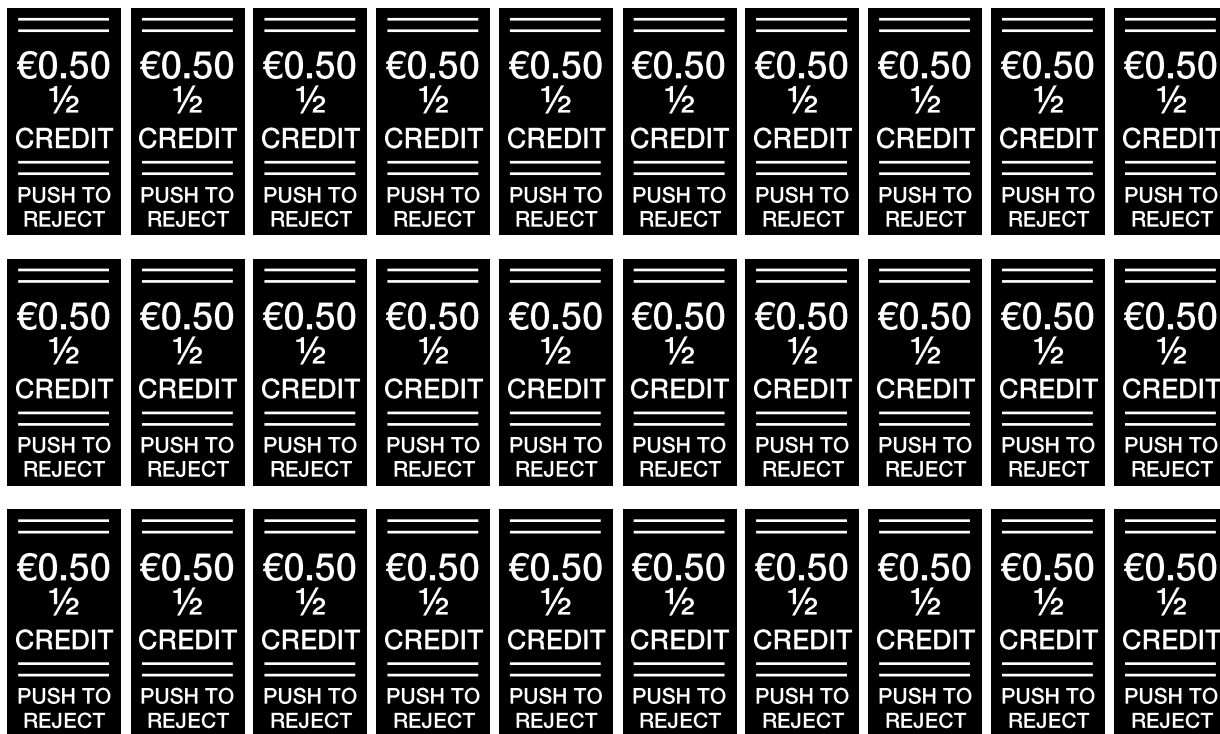 €0.50 €0.50 €0.50 €0.50 €0.50 €0.50 €0.50 €0.50 €0.50 €0.50
½ ½ ½ ½ ½ ½ ½ ½ ½ ½
CREDIT CREDIT CREDIT CREDIT CREDIT CREDIT CREDIT CREDIT CREDIT CREDIT
PUSH TO PUSH TO PUSH TO PUSH TO PUSH TO PUSH TO PUSH TO PUSH TO PUSH TO PUSH TO
REJECT REJECT REJECT REJECT REJECT REJECT REJECT REJECT REJECT REJECT
€0.50 €0.50 €0.50 €0.50 €0.50 €0.50 €0.50 €0.50 €0.50 €0.50
½ ½ ½ ½ ½ ½ ½ ½ ½ ½
CREDIT CREDIT CREDIT CREDIT CREDIT CREDIT CREDIT CREDIT CREDIT CREDIT
PUSH TO PUSH TO PUSH TO PUSH TO PUSH TO PUSH TO PUSH TO PUSH TO PUSH TO PUSH TO
REJECT REJECT REJECT REJECT REJECT REJECT REJECT REJECT REJECT REJECT
€0.50 €0.50 €0.50 €0.50 €0.50 €0.50 €0.50 €0.50 €0.50 €0.50
½ ½ ½ ½ ½ ½ ½ ½ ½ ½
CREDIT CREDIT CREDIT CREDIT CREDIT CREDIT CREDIT CREDIT CREDIT CREDIT
PUSH TO PUSH TO PUSH TO PUSH TO PUSH TO PUSH TO PUSH TO PUSH TO PUSH TO PUSH TO
REJECT REJECT REJECT REJECT REJECT REJECT REJECT REJECT REJECT REJECT